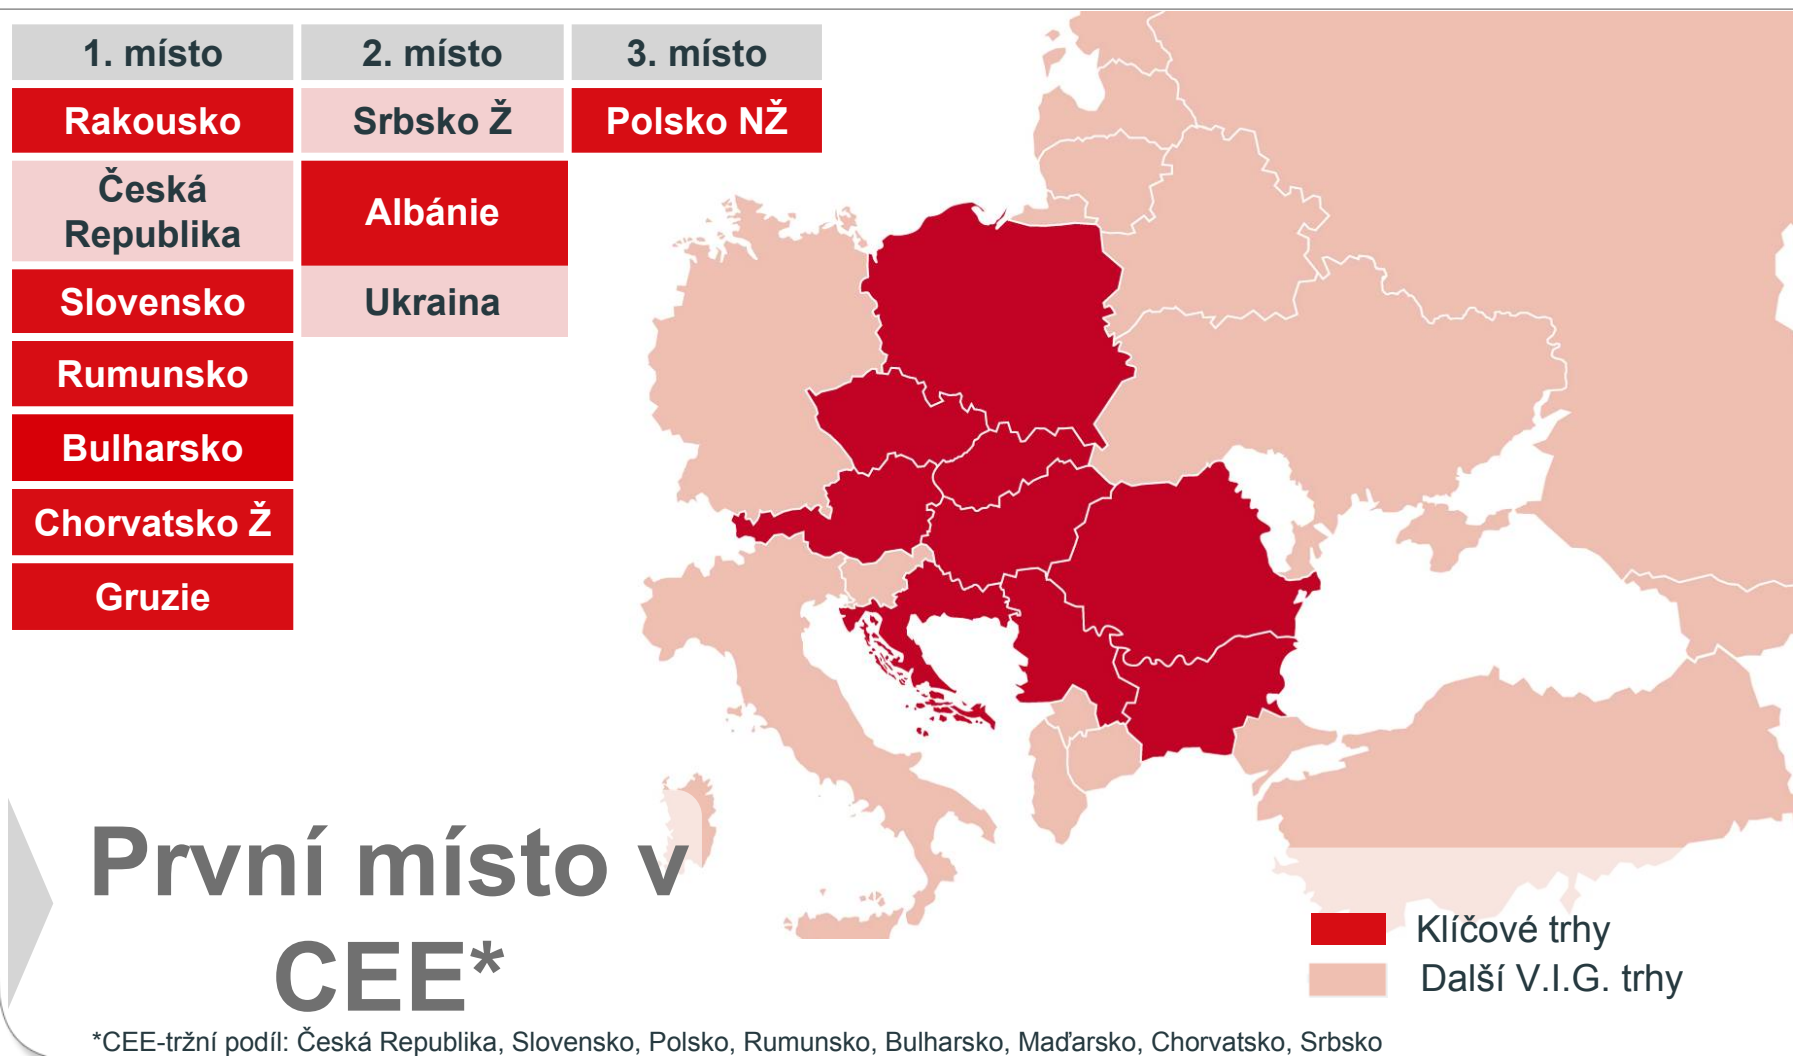 1. místo
2. místo
3. místo
Rakousko
Srbsko Ž
Polsko NŽ
Česká
Republika
Albánie
Slovensko
Ukraina
Rumunsko
Bulharsko
Chorvatsko Ž
Gruzie
První místo v
CEE*
Klíčové trhy
Další V.I.G. trhy
*CEE-tržní podíl: Česká Republika, Slovensko, Polsko, Rumunsko, Bulharsko, Maďarsko, Chorvatsko, Srbsko